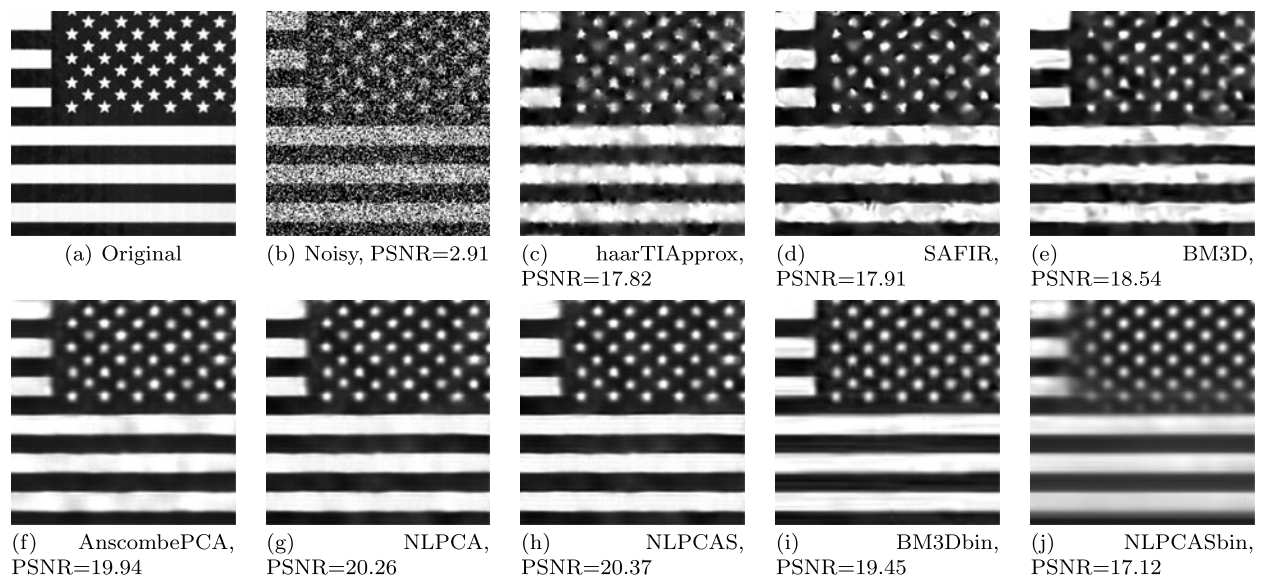 (a) Original
(b) Noisy, PSNR=2.91
(c) haarTIApprox,
PSNR=17.82
(d) SAFIR,
PSNR=17.91
(e) BM3D,
PSNR=18.54
(f) AnscombePCA,
PSNR=19.94
(g) NLPCA,
PSNR=20.26
(h) NLPCAS,
PSNR=20.37
(i) BM3Dbin,
PSNR=19.45
(j) NLPCASbin,
PSNR=17.12